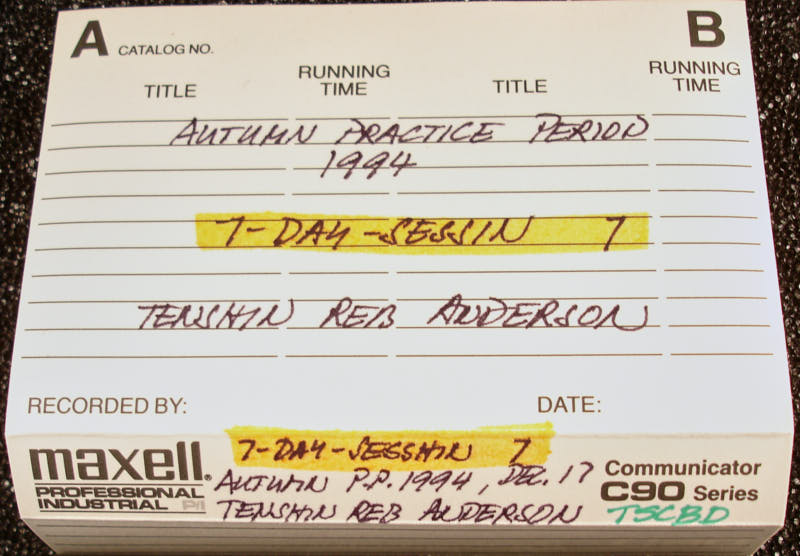 A CATALOG NO. B
TITLE RUNNING TIME TITLE RUNNING TIME
AUTUMN PRACTICE PERIOD
1994
7-DAY-SESSIN 7
TENSHIN REB ANDERSON
RECORDED BY: DATE:
7-DAY-SESSHIN 7
maxell® AUTUMN P.P. 1994, DEC. 17 Communicator
PROFESSIONAL C90 Series
INDUSTRIAL P/I TENSHIN REB ANDERSON TSCBD